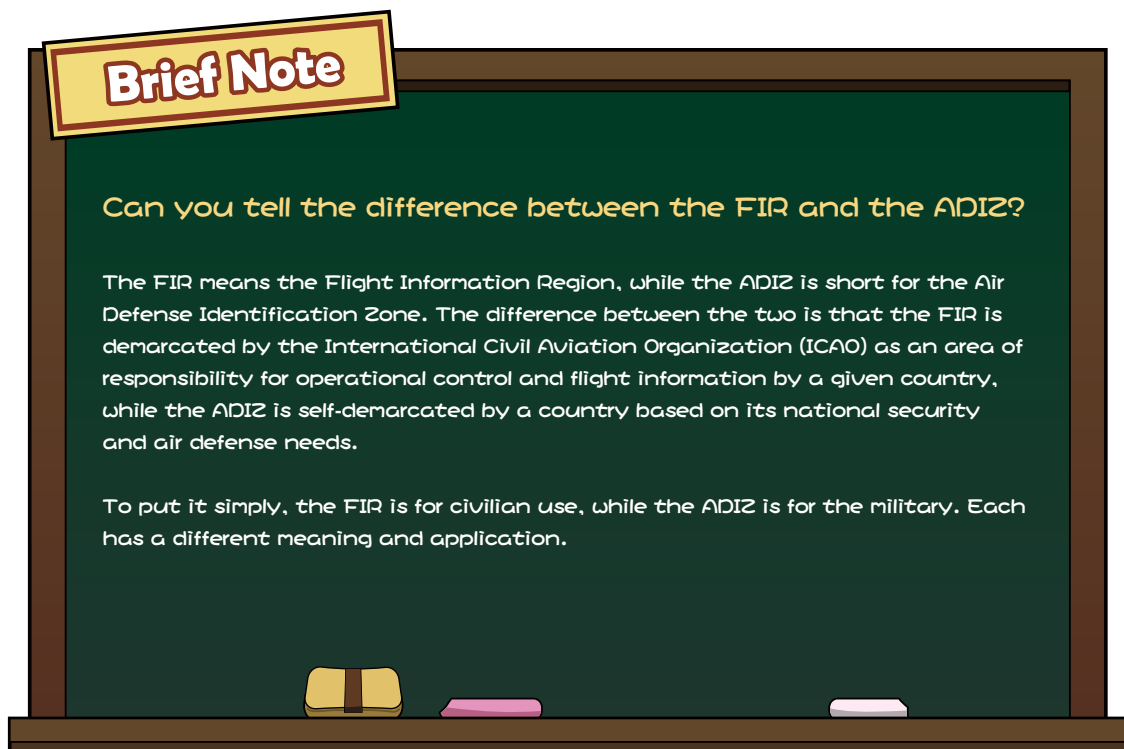 Brief Note
Can you tell the difference between the FIR and the ADIZ?
The FIR means the Flight Information Region, while the ADIZ is short for the Air
Defense Identification Zone. The difference between the two is that the FIR is
demarcated by the International Civil Aviation Organization (ICAO) as an area of
responsibility for operational control and flight information by a given country,
while the ADIZ is self-demarcated by a country based on its national security
and air defense needs.
To put it simply, the FIR is for civilian use, while the ADIZ is for the military. Each
has a different meaning and application.